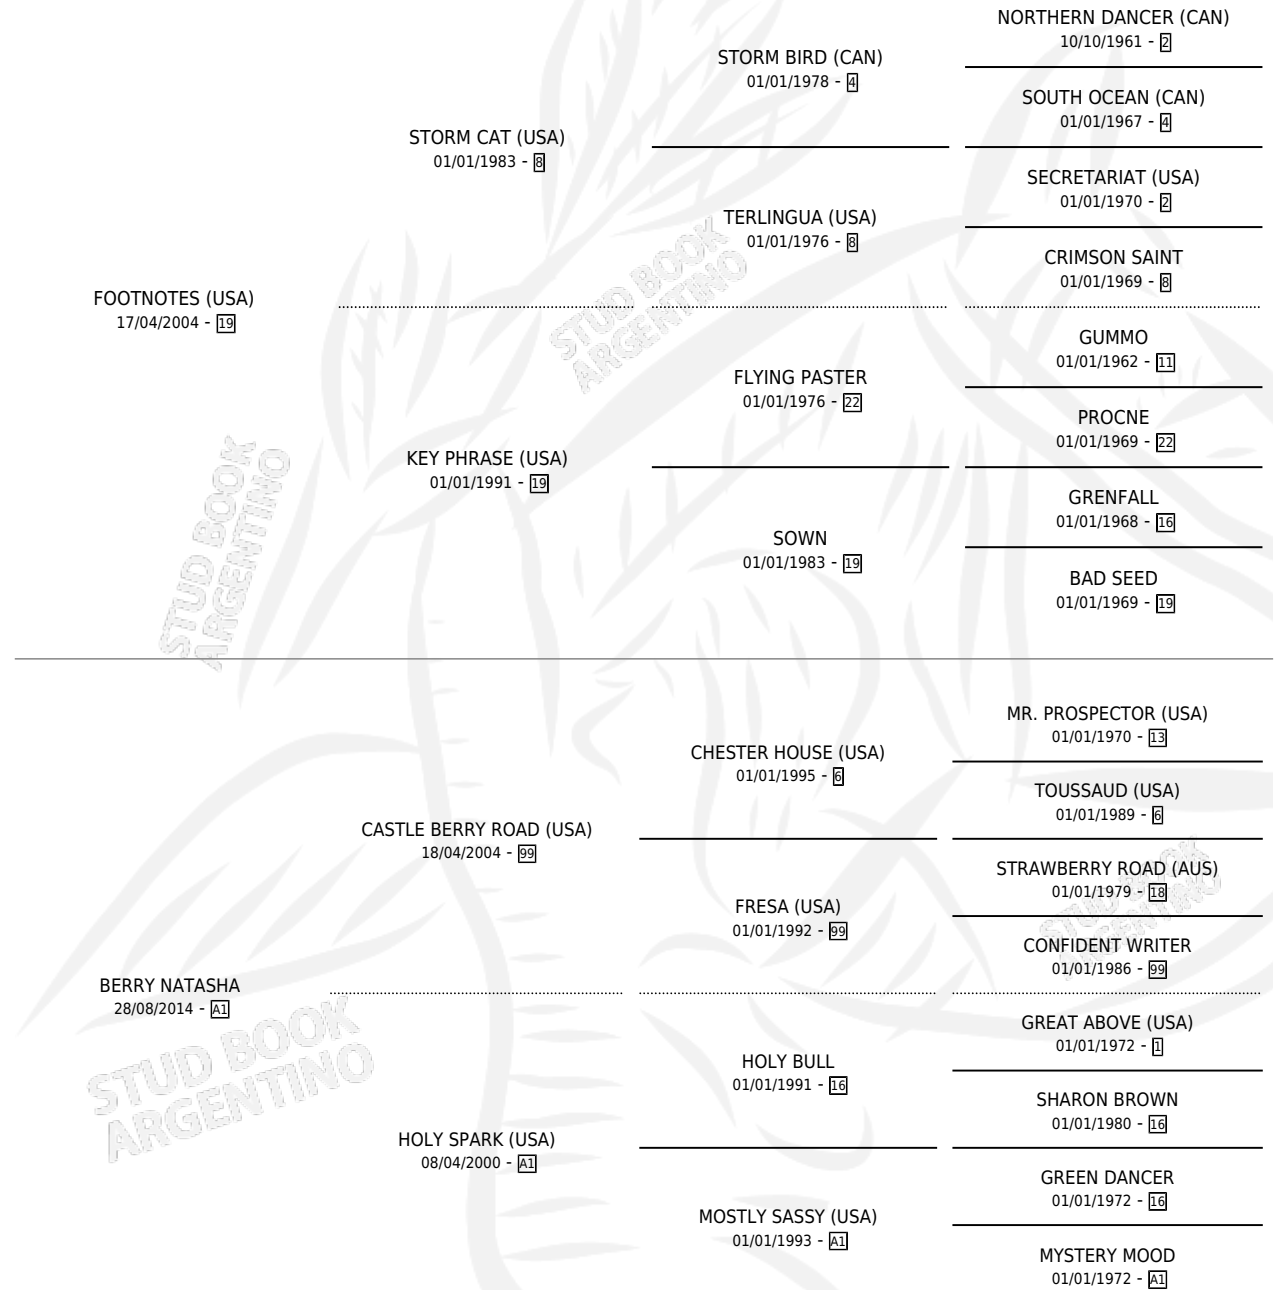 NORTHERN DANCER (CAN)
10/10/1961 - 2
STORM BIRD (CAN)
01/01/1978 - 4
SOUTH OCEAN (CAN)
01/01/1967 - 4
STORM CAT (USA)
01/01/1983 - 8
SECRETARIAT (USA)
01/01/1970 - 2
TERLINGUA (USA)
01/01/1976 - 8
CRIMSON SAINT
01/01/1969 - 8
FOOTNOTES (USA)
17/04/2004 - 19
STUD BOOK
ARGENTINO
GUMMO
01/01/1962 - 11
FLYING PASTER
01/01/1976 - 22
PROCNE
01/01/1969 - 22
KEY PHRASE (USA)
01/01/1991 - 19
GRENFALL
01/01/1968 - 16
SOWN
01/01/1983 - 19
BAD SEED
01/01/1969 - 19
STUD BOOK
ARGENTINO
MR. PROSPECTOR (USA)
01/01/1970 - 13
CHESTER HOUSE (USA)
01/01/1995 - 6
TOUSSAUD (USA)
01/01/1989 - 6
CASTLE BERRY ROAD (USA)
18/04/2004 - 99
STRAWBERRY ROAD (AUS)
01/01/1979 - 18
FRESA (USA)
01/01/1992 - 99
STUD BOOK
ARGENTINO
CONFIDENT WRITER
01/01/1986 - 99
BERRY NATASHA
28/08/2014 - A1
GREAT ABOVE (USA)
01/01/1972 - 1
HOLY BULL
01/01/1991 - 16
SHARON BROWN
01/01/1980 - 16
STUD BOOK
ARGENTINO
HOLY SPARK (USA)
08/04/2000 - A1
GREEN DANCER
01/01/1972 - 16
MOSTLY SASSY (USA)
01/01/1993 - A1
MYSTERY MOOD
01/01/1972 - A1